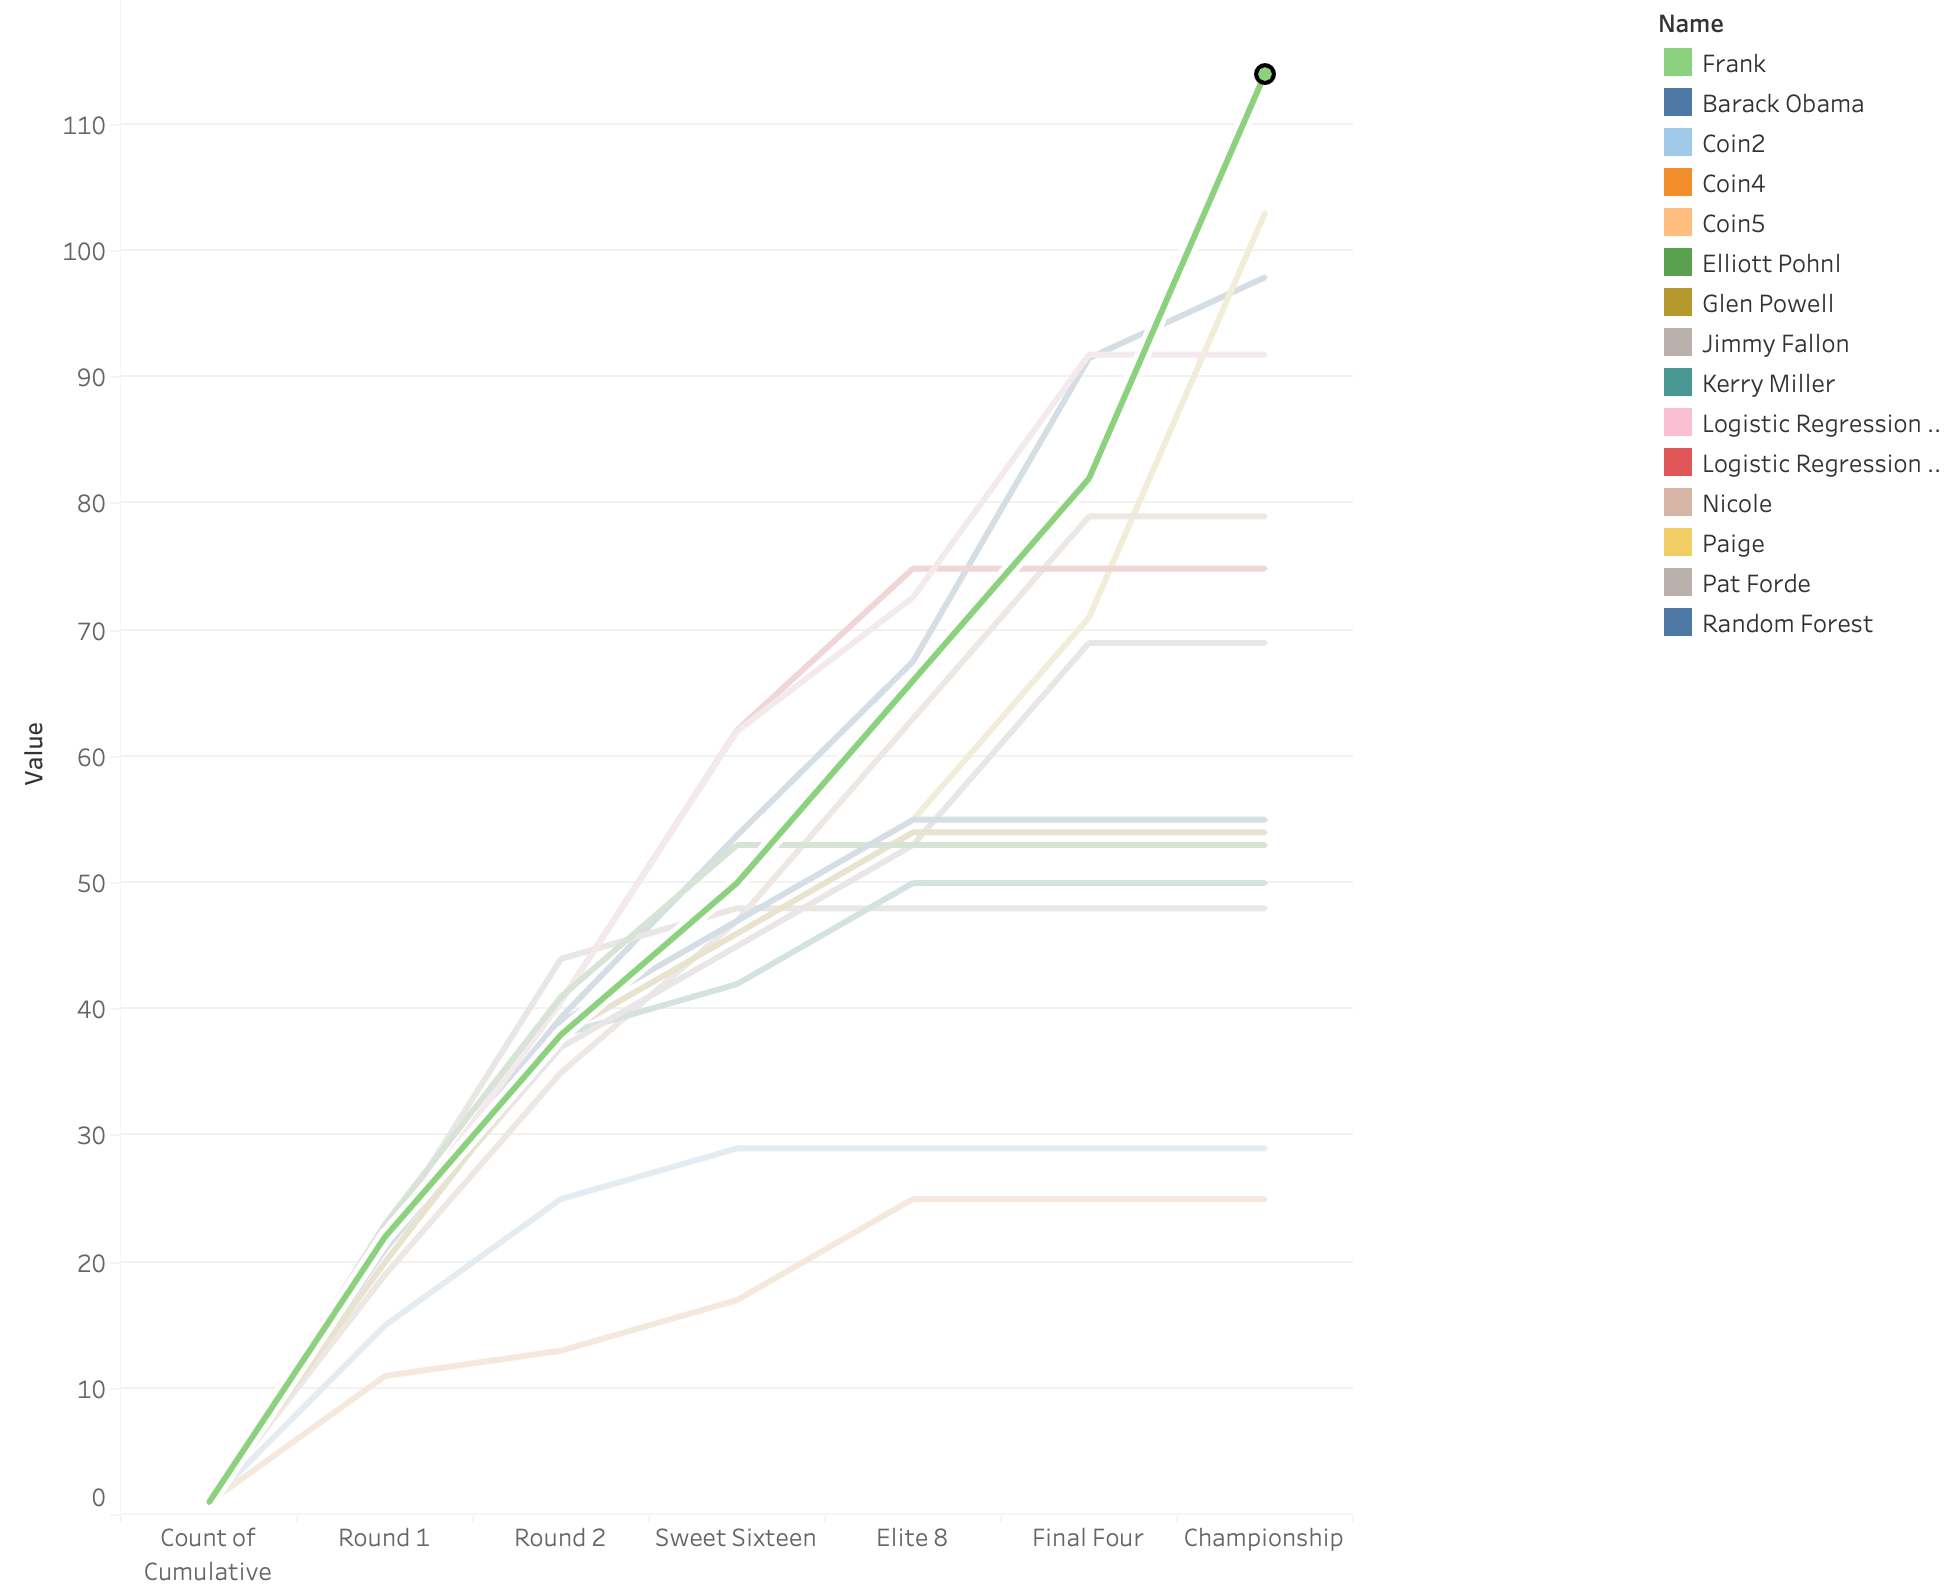 Name
Frank
Barack Obama
Coin2
Coin4
Coin5
Elliott Pohnl
Glen Powell
Jimmy Fallon
Kerry Miller
Logistic Regression ..
Logistic Regression ..
Nicole
Paige
Pat Forde
Random Forest
Value
110
100
90
80
70
60
50
40
30
20
10
0
Count of
Cumulative
Round 1
Round 2
Sweet Sixteen
Elite 8
Final Four
Championship